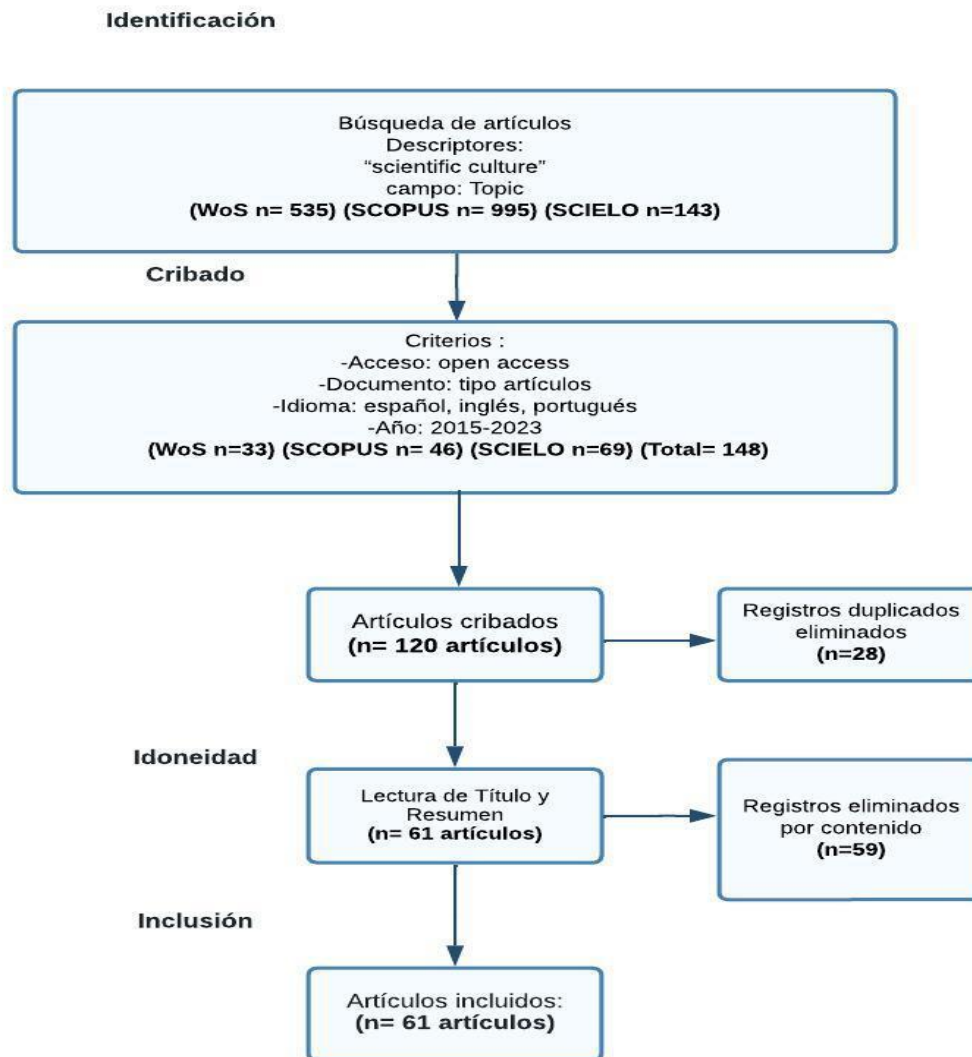 Identificación
Búsqueda de artículos
Descriptores:
“scientific culture”
campo: Topic
(WoS n= 535) (SCOPUS n= 995) (SCIELO n=143)
Cribado
Criterios :
-Acceso: open access
-Documento: tipo artículos
-Idioma: español, inglés, portugués
-Año: 2015-2023
(WoS n=33) (SCOPUS n= 46) (SCIELO n=69) (Total= 148)
Artículos cribados
(n= 120 artículos)
Registros duplicados
eliminados
(n=28)
Idoneidad
Lectura de Título y
Resumen
(n= 61 artículos)
Registros eliminados
por contenido
(n=59)
Inclusión
Artículos incluidos:
(n= 61 artículos)